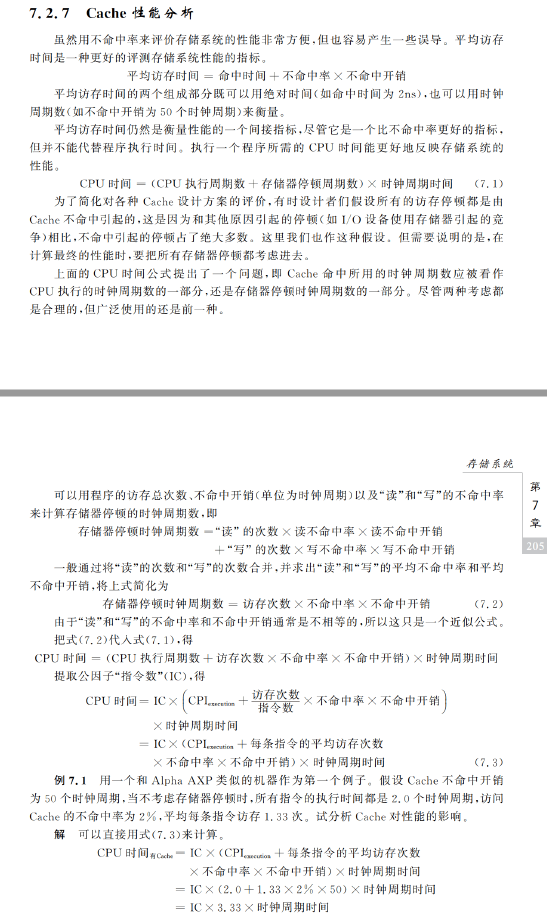 7.2.7 Cache 性能分析
虽然用不命中率来评价存储系统的性能非常方便,但也容易产生一些误导。平均访存
时间是一种更好的评测存储系统性能的指标。
平均访存时间 = 命中时间 + 不命中率 × 不命中开销
平均访存时间的两个组成部分既可以用绝对时间(如命中时间为 2ns),也可以用时钟
周期数(如不命中开销为 50 个时钟周期)来衡量。
平均访存时间仍然是衡量性能的一个间接指标,尽管它是一个比不命中率更好的指标,
但并不能代替程序执行时间。执行一个程序所需的 CPU 时间能更好地反映存储系统的
性能。
CPU 时间 = (CPU 执行周期数 + 存储器停顿周期数) × 时钟周期时间 (7.1)
为了简化对各种 Cache 设计方案的评价,有时设计者们假设所有的访存停顿都是由
Cache 不命中引起的,这是因为和其他原因引起的停顿(如 I/O 设备使用存储器引起的竞
争)相比,不命中引起的停顿占了绝大多数。这里我们也作这种假设。但需要说明的是,在
计算最终的性能时,要把所有存储器停顿都考虑进去。
上面的 CPU 时间公式提出了一个问题,即 Cache 命中所用的时钟周期数应被看作
CPU 执行的时钟周期数的一部分,还是存储器停顿时钟周期数的一部分。尽管两种考虑都
是合理的,但广泛使用的还是前一种。
存储系统
第
7
章
205
可以用程序的访存总次数、不命中开销(单位为时钟周期)以及“读”和“写”的不命中率
来计算存储器停顿的时钟周期数,即
存储器停顿时钟周期数 =“读” 的次数 × 读不命中率 × 读不命中开销
+“写” 的次数 × 写不命中率 × 写不命中开销
一般通过将“读”的次数和“写”的次数合并,并求出“读”和“写”的平均不命中率和平均
不命中开销,将上式简化为
存储器停顿时钟周期数 = 访存次数 × 不命中率 × 不命中开销 (7.2)
由于“读”和“写”的不命中率和不命中开销通常是不相等的,所以这只是一个近似公式。
把式(7.2)代入式(7.1),得
CPU 时间 = (CPU 执行周期数 + 访存次数 × 不命中率 × 不命中开销) × 时钟周期时间
提取公因子“指令数”(IC),得
CPU 时间 = IC × (CPIexecution + 访存次数/指令数 × 不命中率 × 不命中开销)
× 时钟周期时间
= IC × (CPIexecution + 每条指令的平均访存次数
× 不命中率 × 不命中开销) × 时钟周期时间 (7.3)
例 7.1 用一个和 Alpha AXP 类似的机器作为第一个例子。假设 Cache 不命中开销
为 50 个时钟周期,当不考虑存储器停顿时,所有指令的执行时间都是 2.0 个时钟周期,访问
Cache 的不命中率为 2%,平均每条指令访存 1.33 次。试分析 Cache 对性能的影响。
解 可以直接用式(7.3)来计算。
CPU 时间有Cache = IC × (CPIexecution + 每条指令的平均访存次数
× 不命中率 × 不命中开销) × 时钟周期时间
= IC × (2.0 + 1.33 × 2% × 50) × 时钟周期时间
= IC × 3.33 × 时钟周期时间